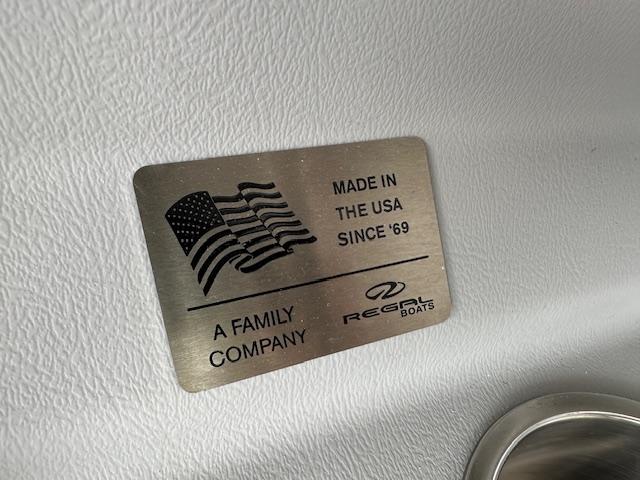 MADE IN
THE USA
SINCE '69
A FAMILY
COMPANY
REGAL
BOATS